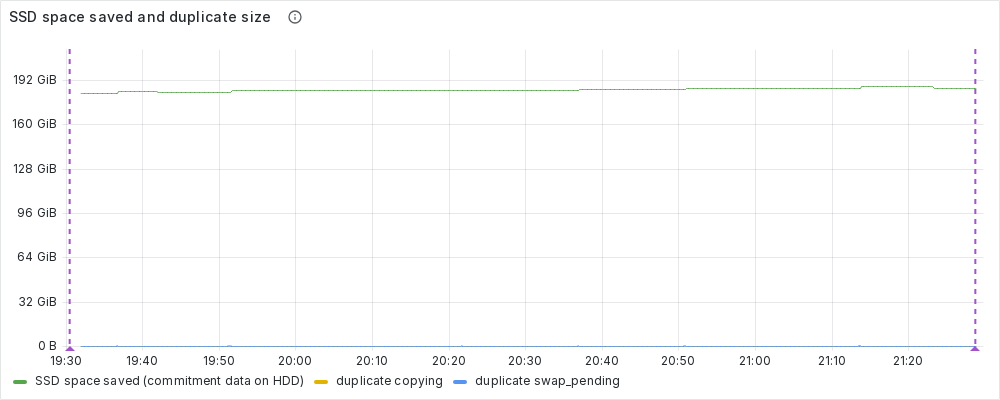 SSD space saved and duplicate size
192 GiB
160 GiB
128 GiB
96 GiB
64 GiB
32 GiB
0 B
19:30 19:40 19:50 20:00 20:10 20:20 20:30 20:40 20:50 21:00 21:10 21:20
SSD space saved (commitment data on HDD) duplicate copying duplicate swap_pending